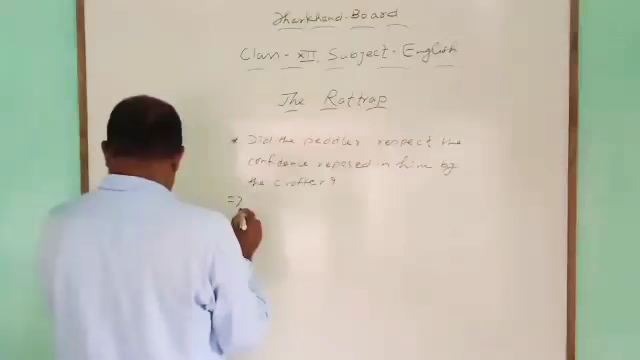 Jharkhand-Board
Class-XII Subject-English
The Rattrap
* Did the peddler respect the
confidence reposed in him by
the crofter?
=>